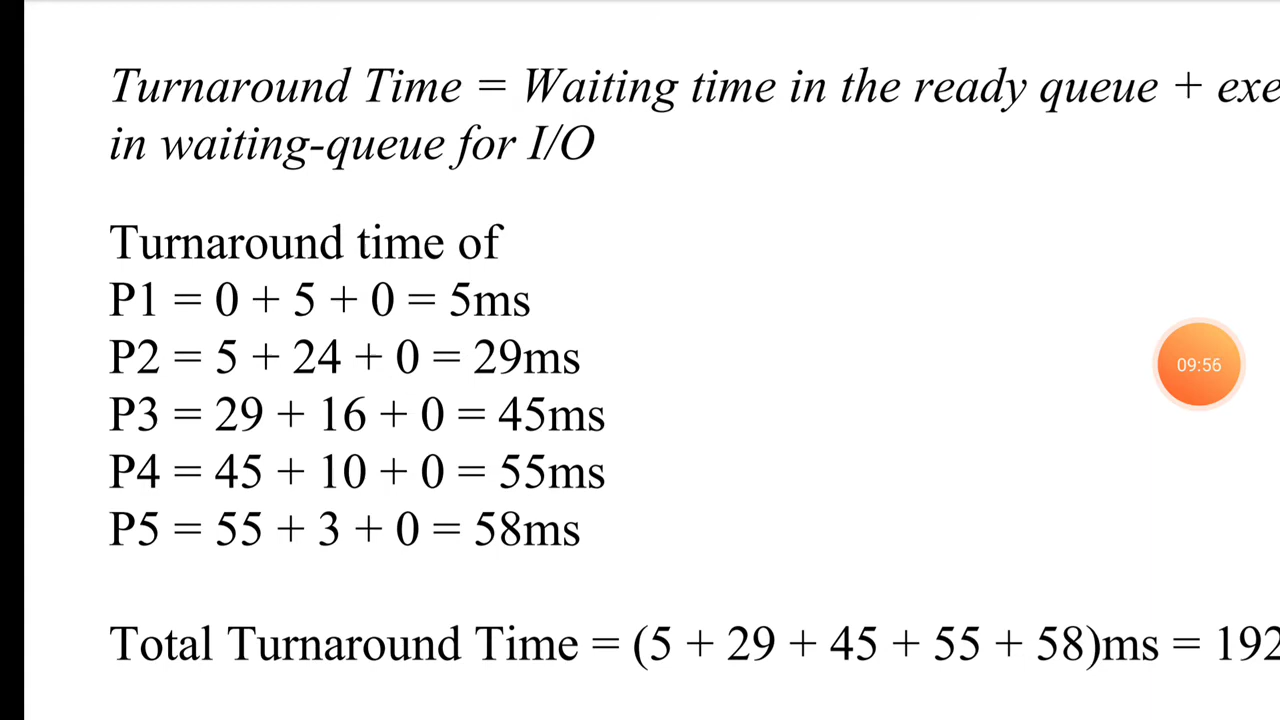 Turnaround Time = Waiting time in the ready queue + exe
in waiting-queue for I/O
Turnaround time of
P1 = 0 + 5 + 0 = 5ms
P2 = 5 + 24 + 0 = 29ms
P3 = 29 + 16 + 0 = 45ms
P4 = 45 + 10 + 0 = 55ms
P5 = 55 + 3 + 0 = 58ms
09:56
Total Turnaround Time = (5 + 29 + 45 + 55 + 58)ms = 192